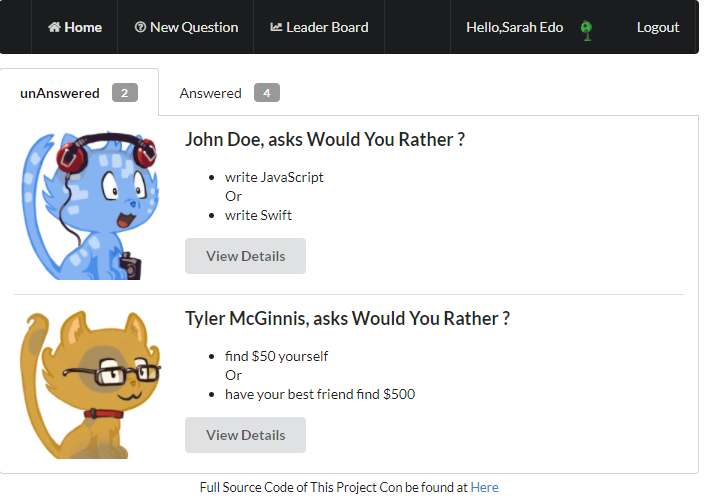 Home New Question Leader Board Hello,Sarah Edo Logout
unAnswered 2 Answered 4
John Doe, asks Would You Rather ?
write JavaScript
Or
write Swift
View Details
Tyler McGinnis, asks Would You Rather ?
find $50 yourself
Or
have your best friend find $500
View Details
Full Source Code of This Project Con be found at Here